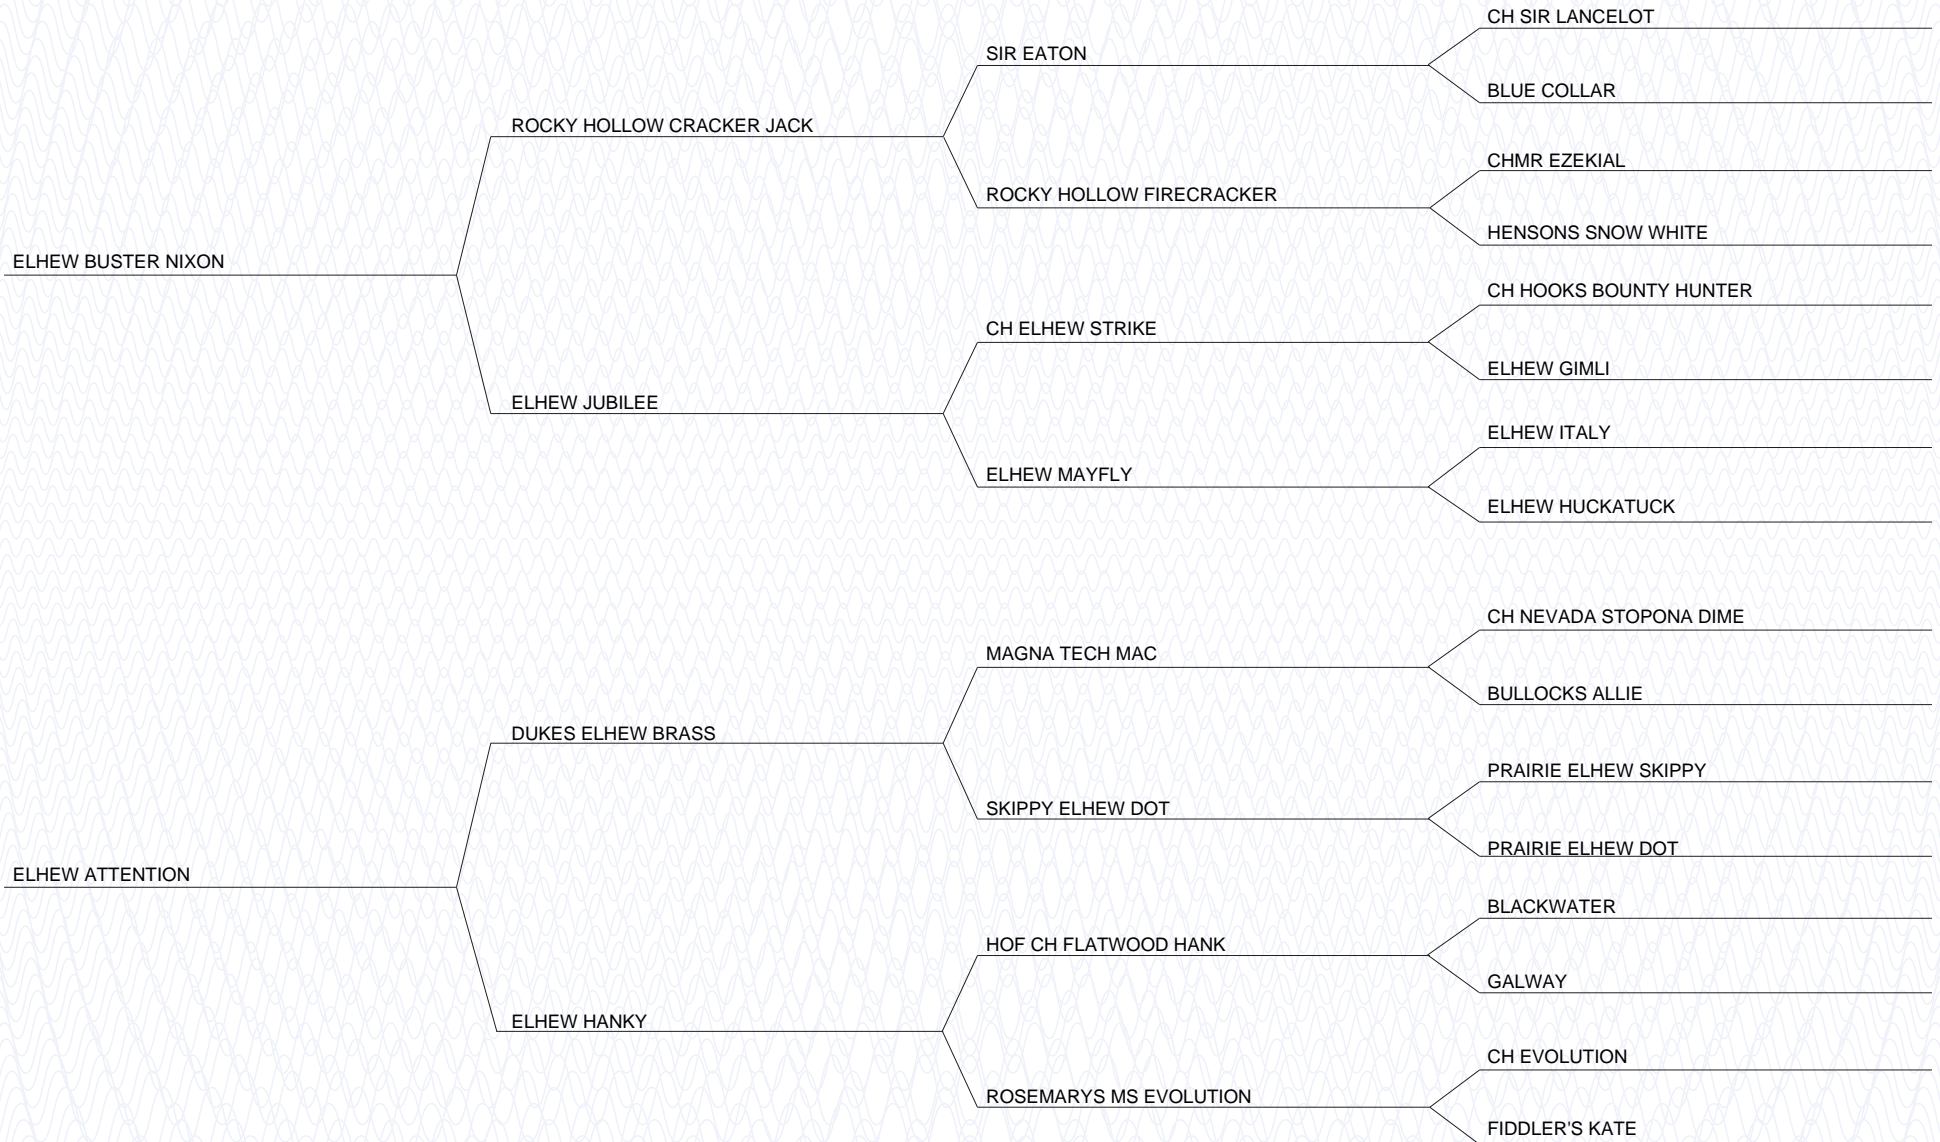 CH SIR LANCELOT
SIR EATON
BLUE COLLAR
ROCKY HOLLOW CRACKER JACK
CHMR EZEKIAL
ROCKY HOLLOW FIRECRACKER
HENSONS SNOW WHITE
ELHEW BUSTER NIXON
CH HOOKS BOUNTY HUNTER
CH ELHEW STRIKE
ELHEW GIMLI
ELHEW JUBILEE
ELHEW ITALY
ELHEW MAYFLY
ELHEW HUCKATUCK
CH NEVADA STOPONA DIME
MAGNA TECH MAC
BULLOCKS ALLIE
DUKES ELHEW BRASS
PRAIRIE ELHEW SKIPPY
SKIPPY ELHEW DOT
PRAIRIE ELHEW DOT
ELHEW ATTENTION
BLACKWATER
HOF CH FLATWOOD HANK
GALWAY
ELHEW HANKY
CH EVOLUTION
ROSEMARYS MS EVOLUTION
FIDDLER'S KATE